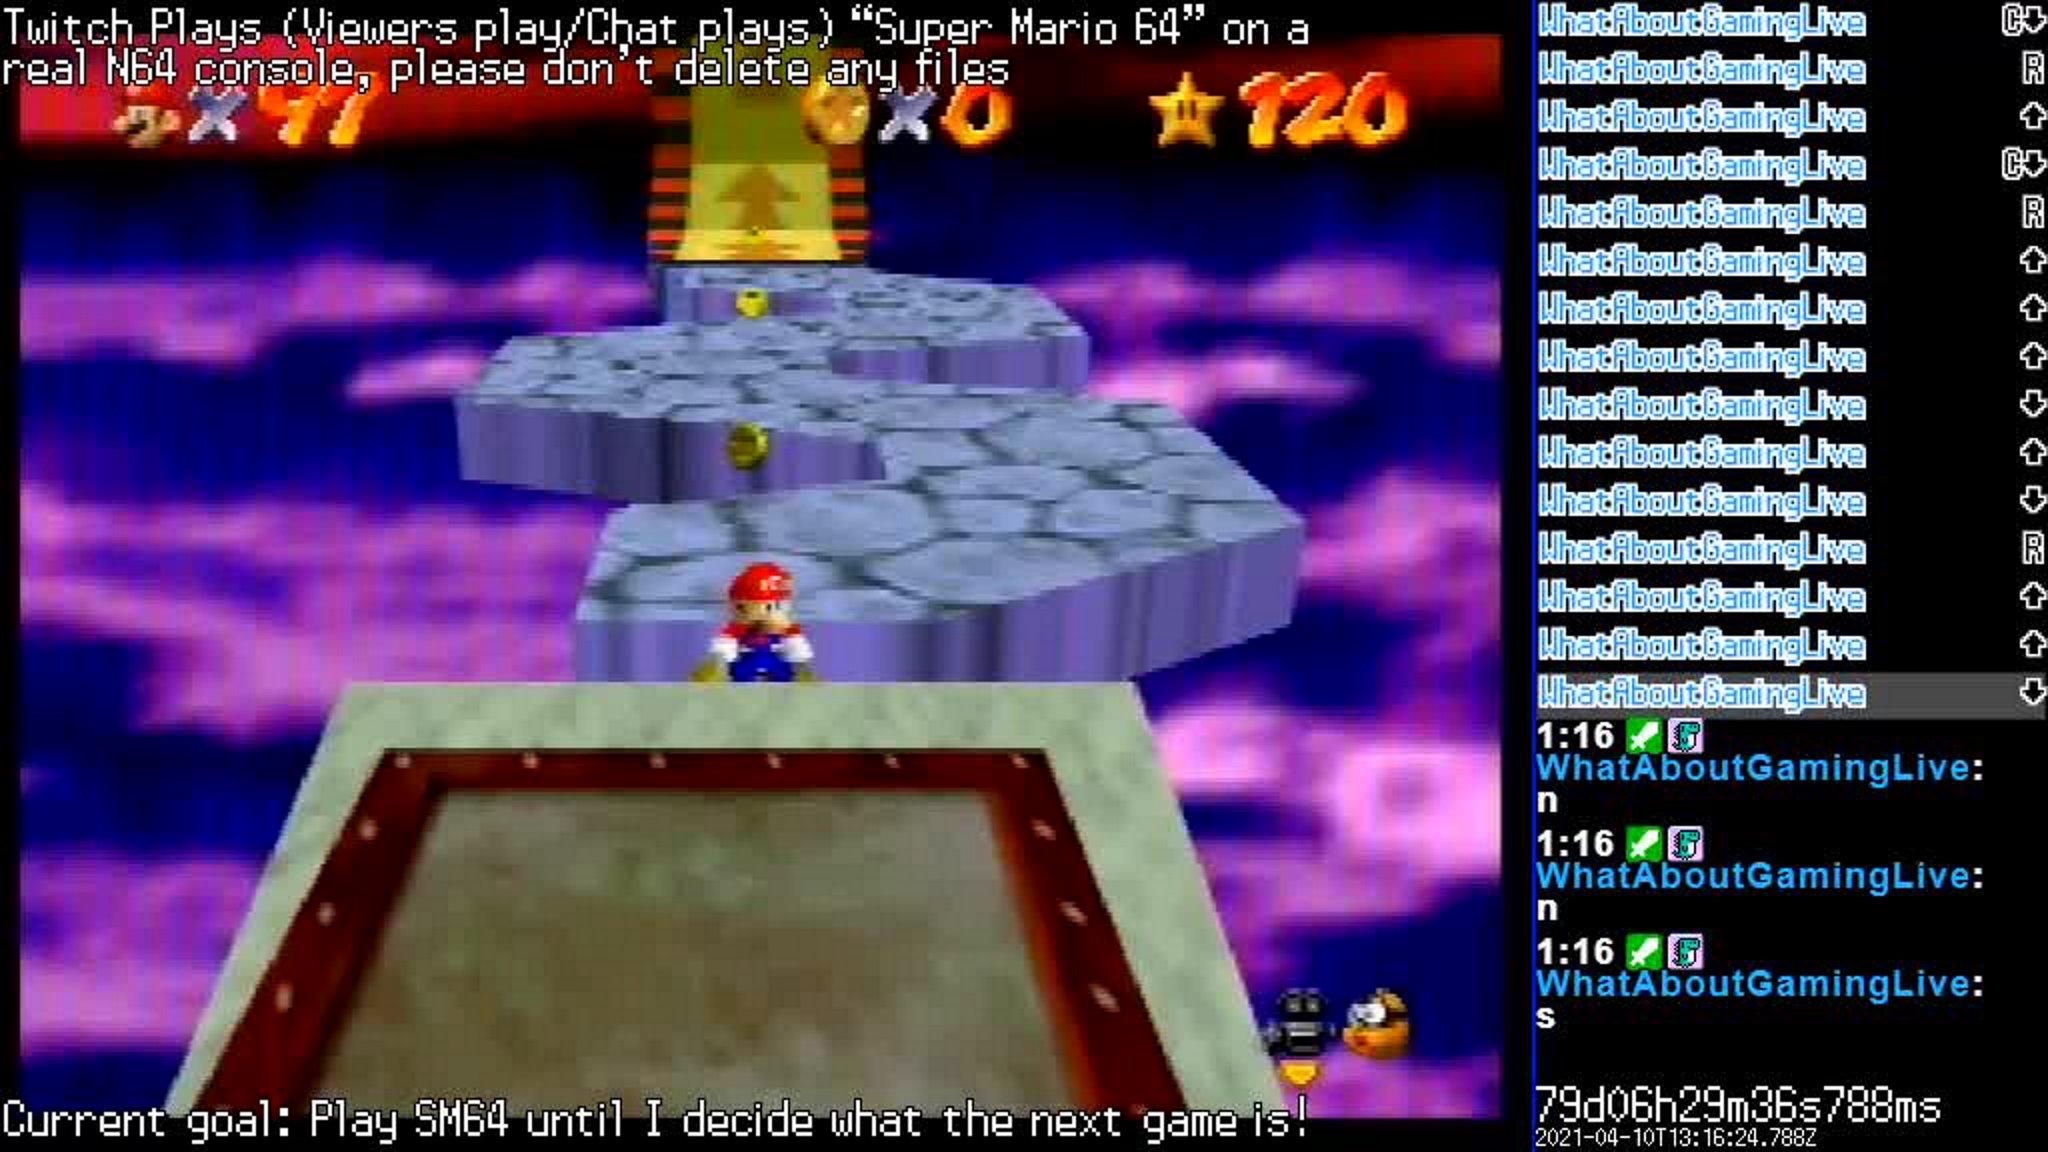 Twitch Plays (Viewers play/Chat plays) “Super Mario 64” on a
real N64 console, please don’t delete any files
x 97
x 0
120
Current goal: Play SM64 until I decide what the next game is!
WhatAboutGamingLive C↓
WhatAboutGamingLive R
WhatAboutGamingLive ↑
WhatAboutGamingLive C↓
WhatAboutGamingLive R
WhatAboutGamingLive ↑
WhatAboutGamingLive ↑
WhatAboutGamingLive ↑
WhatAboutGamingLive ↓
WhatAboutGamingLive ↑
WhatAboutGamingLive ↓
WhatAboutGamingLive R
WhatAboutGamingLive ↑
WhatAboutGamingLive ↑
WhatAboutGamingLive ↓
1:16
WhatAboutGamingLive:
n
1:16
WhatAboutGamingLive:
n
1:16
WhatAboutGamingLive:
s
79d06h29m36s788ms
2021-04-10T13:16:24.788Z